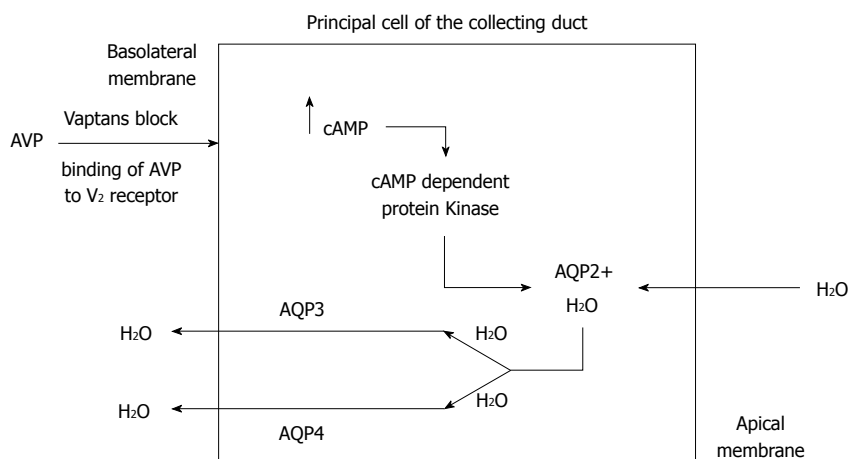 Principal cell of the collecting duct
Basolateral
membrane
Vaptans block
AVP
binding of AVP
to V₂ receptor
cAMP
cAMP dependent
protein Kinase
AQP2+
H₂O
H₂O
AQP3
H₂O
H₂O
H₂O
H₂O
AQP4
Apical
membrane